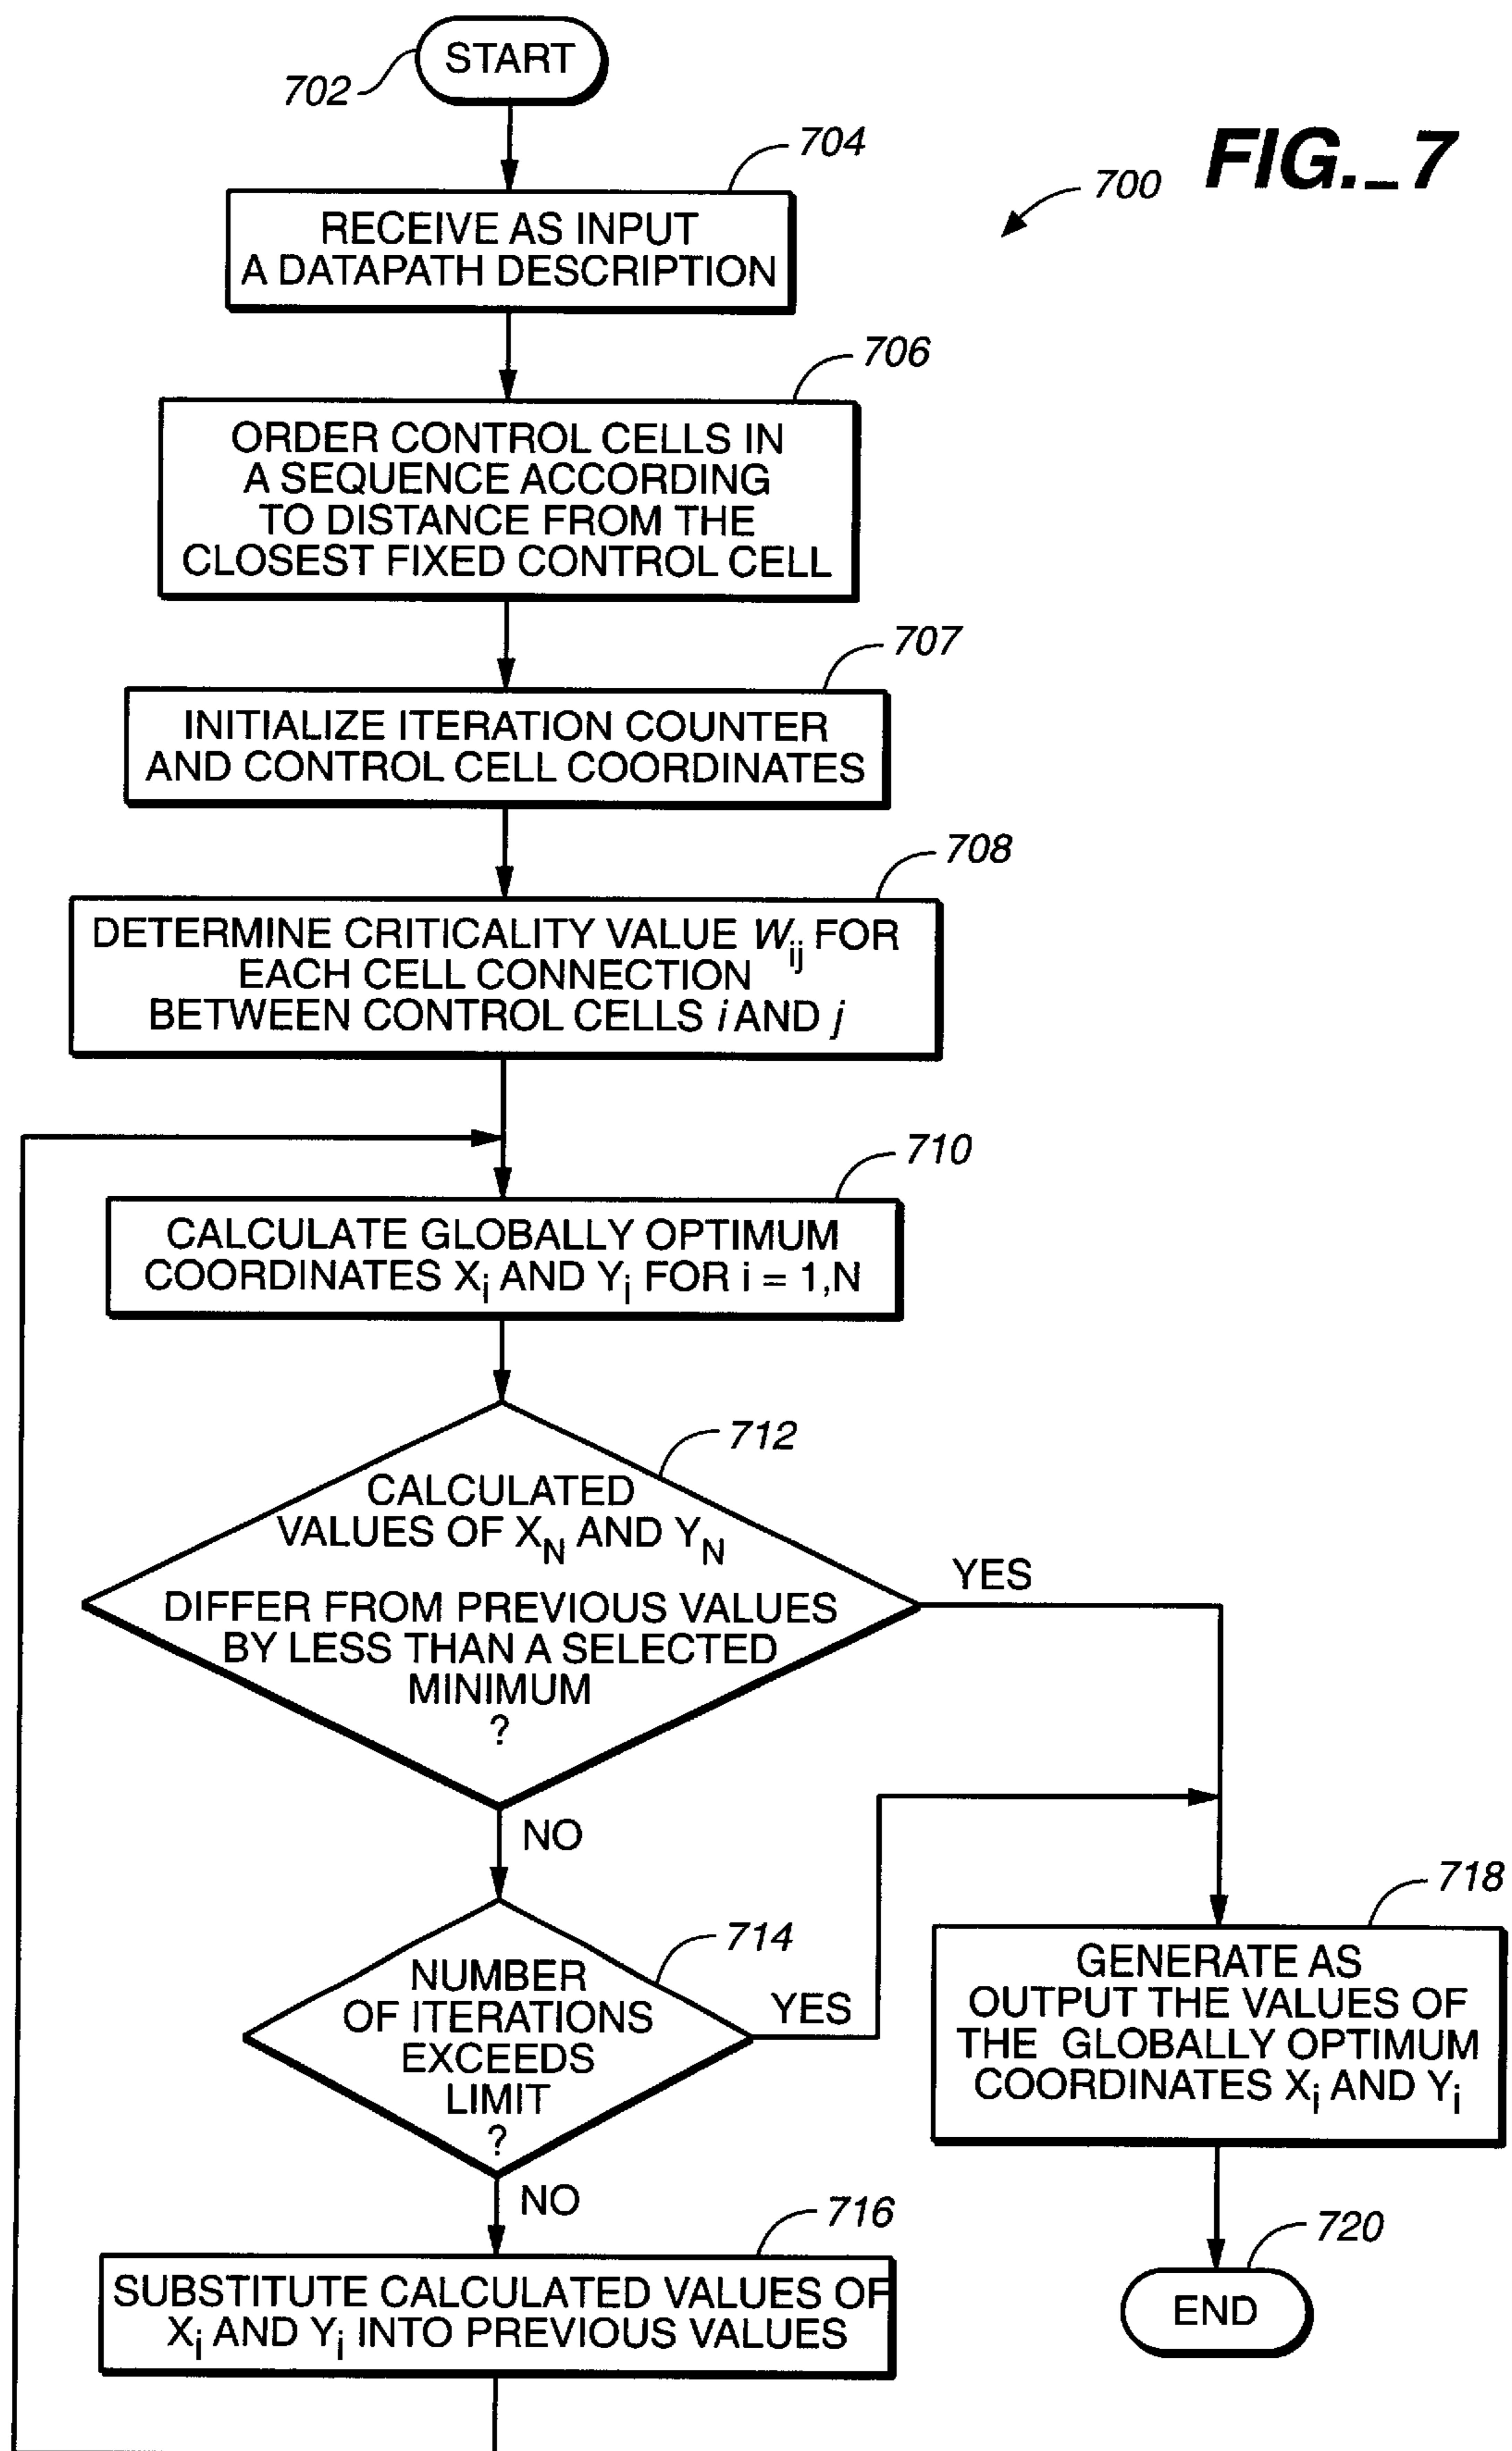 START
702
FIG._7
704
700
RECEIVE AS INPUT
A DATAPATH DESCRIPTION
706
ORDER CONTROL CELLS IN
A SEQUENCE ACCORDING
TO DISTANCE FROM THE
CLOSEST FIXED CONTROL CELL
707
INITIALIZE ITERATION COUNTER
AND CONTROL CELL COORDINATES
708
DETERMINE CRITICALITY VALUE Wij FOR
EACH CELL CONNECTION
BETWEEN CONTROL CELLS i AND j
710
CALCULATE GLOBALLY OPTIMUM
COORDINATES Xi AND Yi FOR i = 1,N
712
CALCULATED
VALUES OF XN AND YN
DIFFER FROM PREVIOUS VALUES
BY LESS THAN A SELECTED
MINIMUM
?
YES
NO
714
NUMBER
OF ITERATIONS
EXCEEDS
LIMIT
?
YES
NO
718
GENERATE AS
OUTPUT THE VALUES OF
THE GLOBALLY OPTIMUM
COORDINATES Xi AND Yi
716
SUBSTITUTE CALCULATED VALUES OF
Xi AND Yi INTO PREVIOUS VALUES
720
END